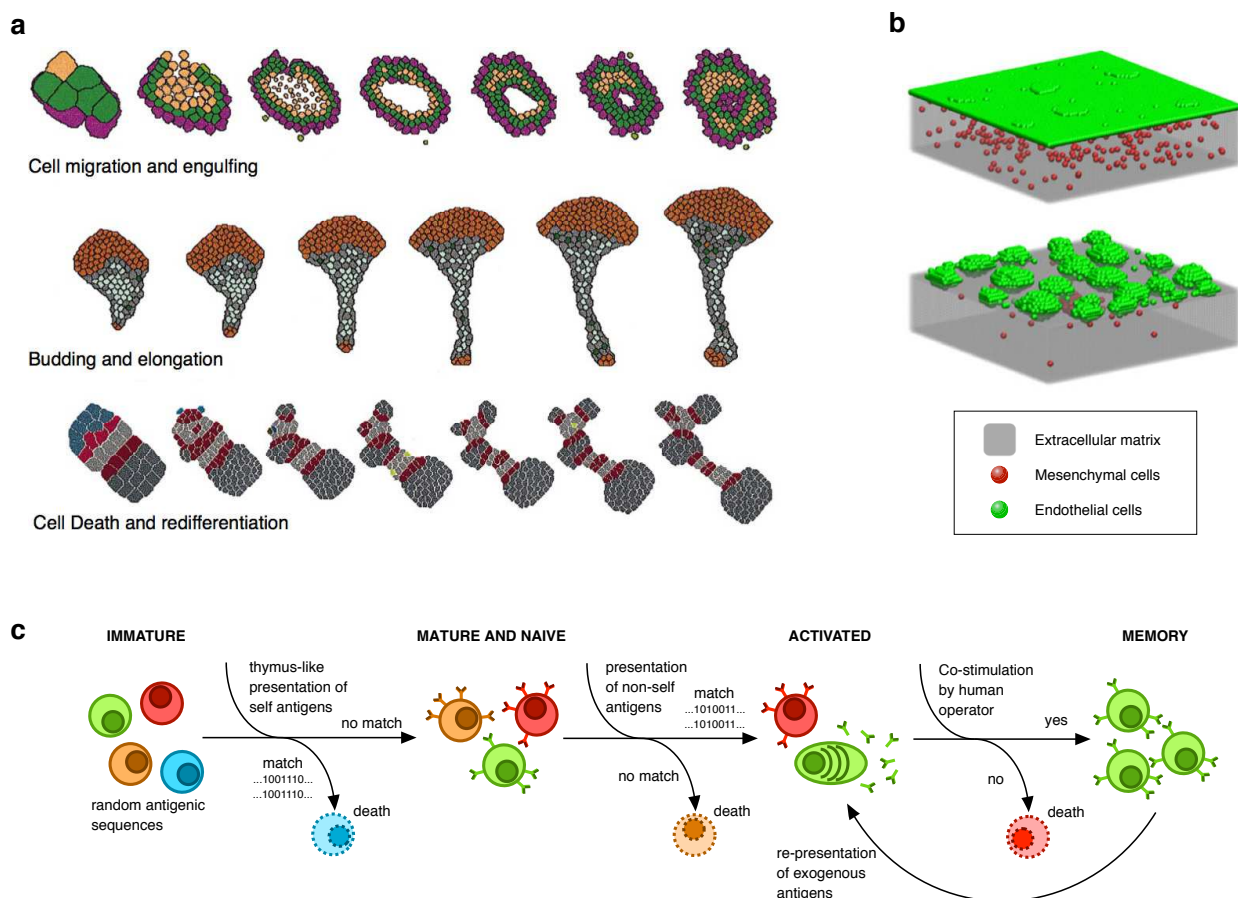 a
Cell migration and engulfing
Budding and elongation
Cell Death and redifferentiation
b
Extracellular matrix
Mesenchymal cells
Endothelial cells
c
IMMATURE
MATURE AND NAIVE
ACTIVATED
MEMORY
thymus-like
presentation of
self antigens
no match
match
...1001110...
...1001110...
death
random antigenic
sequences
presentation
of non-self
antigens
match
...1010011...
...1010011...
no match
death
Co-stimulation
by human
operator
yes
no
death
re-presentation
of exogenous
antigens